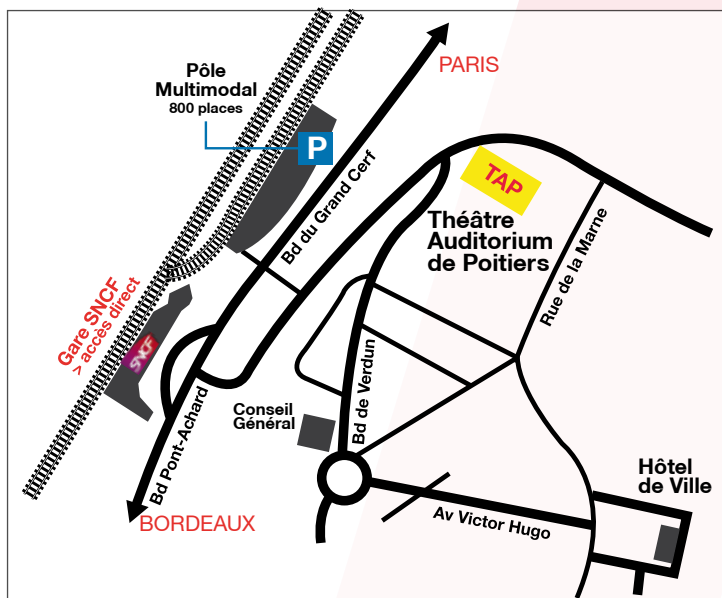 PARIS
Pôle
Multimodal
800 places
P
Bd du Grand Cerf
TAP
Théâtre
Auditorium
de Poitiers
Rue de la Marne
Gare SNCF
> accès direct
SNCF
Bd Pont-Achard
Conseil
Général
Bd de Verdun
Hôtel
de Ville
Av Victor Hugo
BORDEAUX